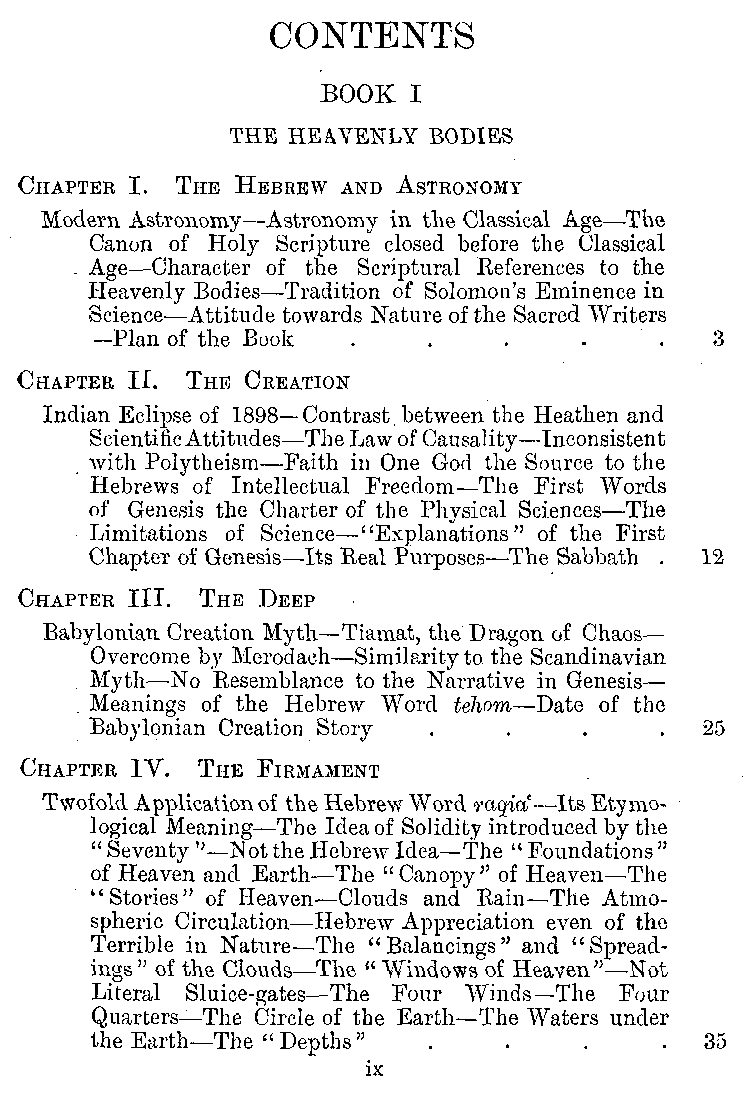 CONTENTS
BOOK I
THE HEAVENLY BODIES
CHAPTER I. THE HEBREW AND ASTRONOMY
Modern Astronomy—Astronomy in the Classical Age—The
Canon of Holy Scripture closed before the Classical
Age—Character of the Scriptural References to the
Heavenly Bodies—Tradition of Solomon's Eminence in
Science—Attitude towards Nature of the Sacred Writers
—Plan of the Book . . . . . 3
CHAPTER II. THE CREATION
Indian Eclipse of 1898—Contrast between the Heathen and
Scientific Attitudes—The Law of Causality—Inconsistent
with Polytheism—Faith in One God the Source to the
Hebrews of Intellectual Freedom—The First Words
of Genesis the Charter of the Physical Sciences—The
Limitations of Science—"Explanations" of the First
Chapter of Genesis—Its Real Purposes—The Sabbath . 12
CHAPTER III. THE DEEP
Babylonian Creation Myth—Tiamat, the Dragon of Chaos—
Overcome by Merodach—Similarity to the Scandinavian
Myth—No Resemblance to the Narrative in Genesis—
Meanings of the Hebrew Word tehom—Date of the
Babylonian Creation Story . . . . 25
CHAPTER IV. THE FIRMAMENT
Twofold Application of the Hebrew Word raqia‘—Its Etymo-
logical Meaning—The Idea of Solidity introduced by the
"Seventy"—Not the Hebrew Idea—The "Foundations"
of Heaven and Earth—The "Canopy" of Heaven—The
"Stories" of Heaven—Clouds and Rain—The Atmo-
spheric Circulation—Hebrew Appreciation even of the
Terrible in Nature—The "Balancings" and "Spread-
ings" of the Clouds—The "Windows of Heaven"—Not
Literal Sluice-gates—The Four Winds—The Four
Quarters—The Circle of the Earth—The Waters under
the Earth—The "Depths" . . . . 35
ix